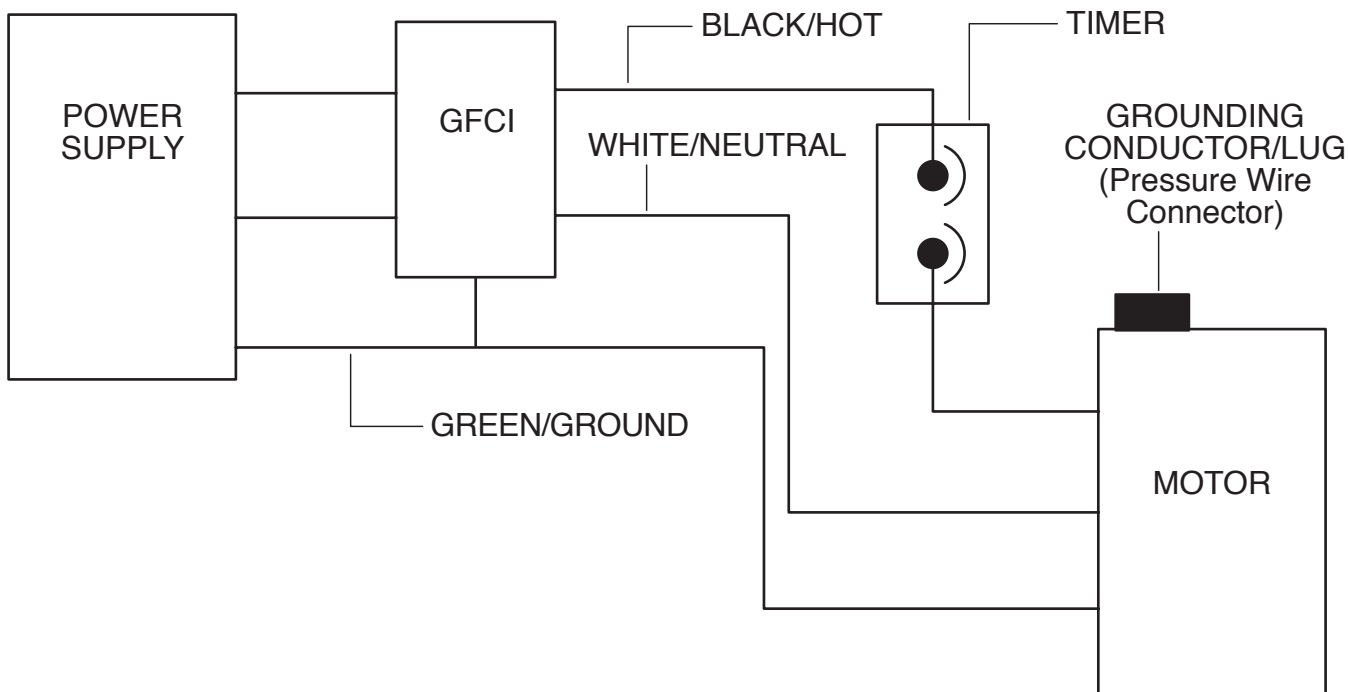 BLACK/HOT
TIMER
POWER
SUPPLY
GFCI
WHITE/NEUTRAL
GROUNDING
CONDUCTOR/LUG
(Pressure Wire
Connector)
GREEN/GROUND
MOTOR